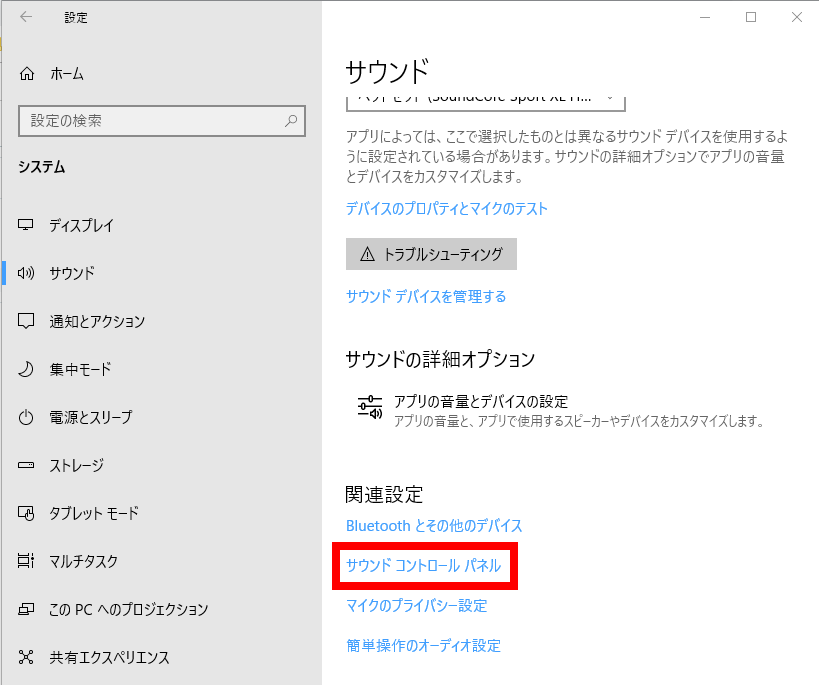 設定
ホーム
設定の検索
システム
ディスプレイ
サウンド
通知とアクション
集中モード
電源とスリープ
ストレージ
タブレット モード
マルチタスク
この PC へのプロジェクション
共有エクスペリエンス
サウンド
ヘッドセット (SoundCore Sport XL H...
アプリによっては、ここで選択したものとは異なるサウンド デバイスを使用するよ
うに設定されている場合があります。サウンドの詳細オプションでアプリの音量
とデバイスをカスタマイズします。
デバイスのプロパティとマイクのテスト
トラブルシューティング
サウンド デバイスを管理する
サウンドの詳細オプション
アプリの音量とデバイスの設定
アプリの音量と、アプリで使用するスピーカーやデバイスをカスタマイズします。
関連設定
Bluetooth とその他のデバイス
サウンド コントロール パネル
マイクのプライバシー設定
簡単操作のオーディオ設定